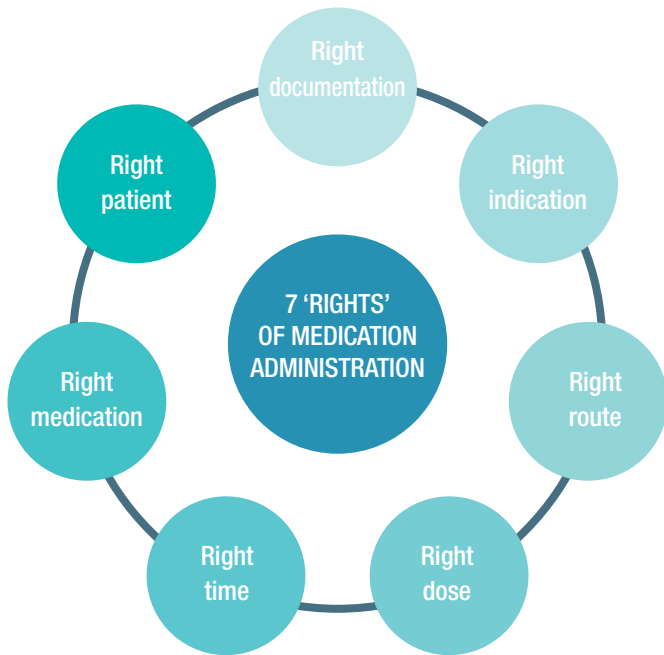 Right
documentation
Right
indication
Right
route
Right
dose
Right
time
Right
medication
Right
patient
7 ‘RIGHTS’
OF MEDICATION
ADMINISTRATION